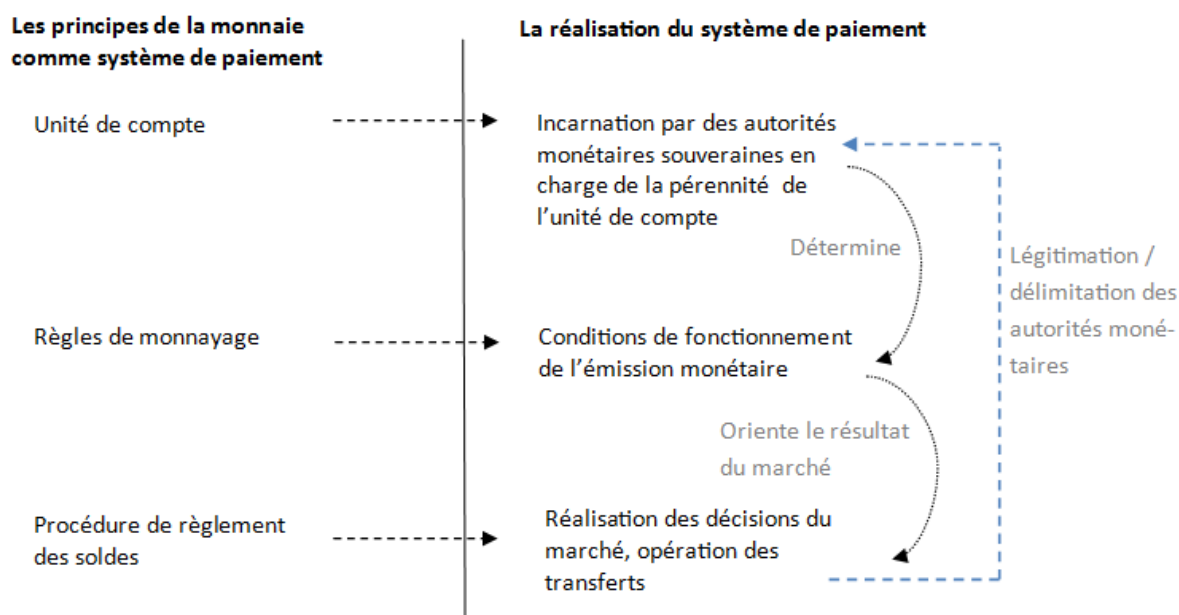 Les principes de la monnaie
comme système de paiement
La réalisation du système de paiement
Unité de compte
Incarnation par des autorités
monétaires souveraines en
charge de la pérennité de
l’unité de compte
Détermine
Légitimation /
délimitation des
autorités moné-
taires
Règles de monnayage
Conditions de fonctionnement
de l’émission monétaire
Oriente le résultat
du marché
Procédure de règlement
des soldes
Réalisation des décisions du
marché, opération des
transferts